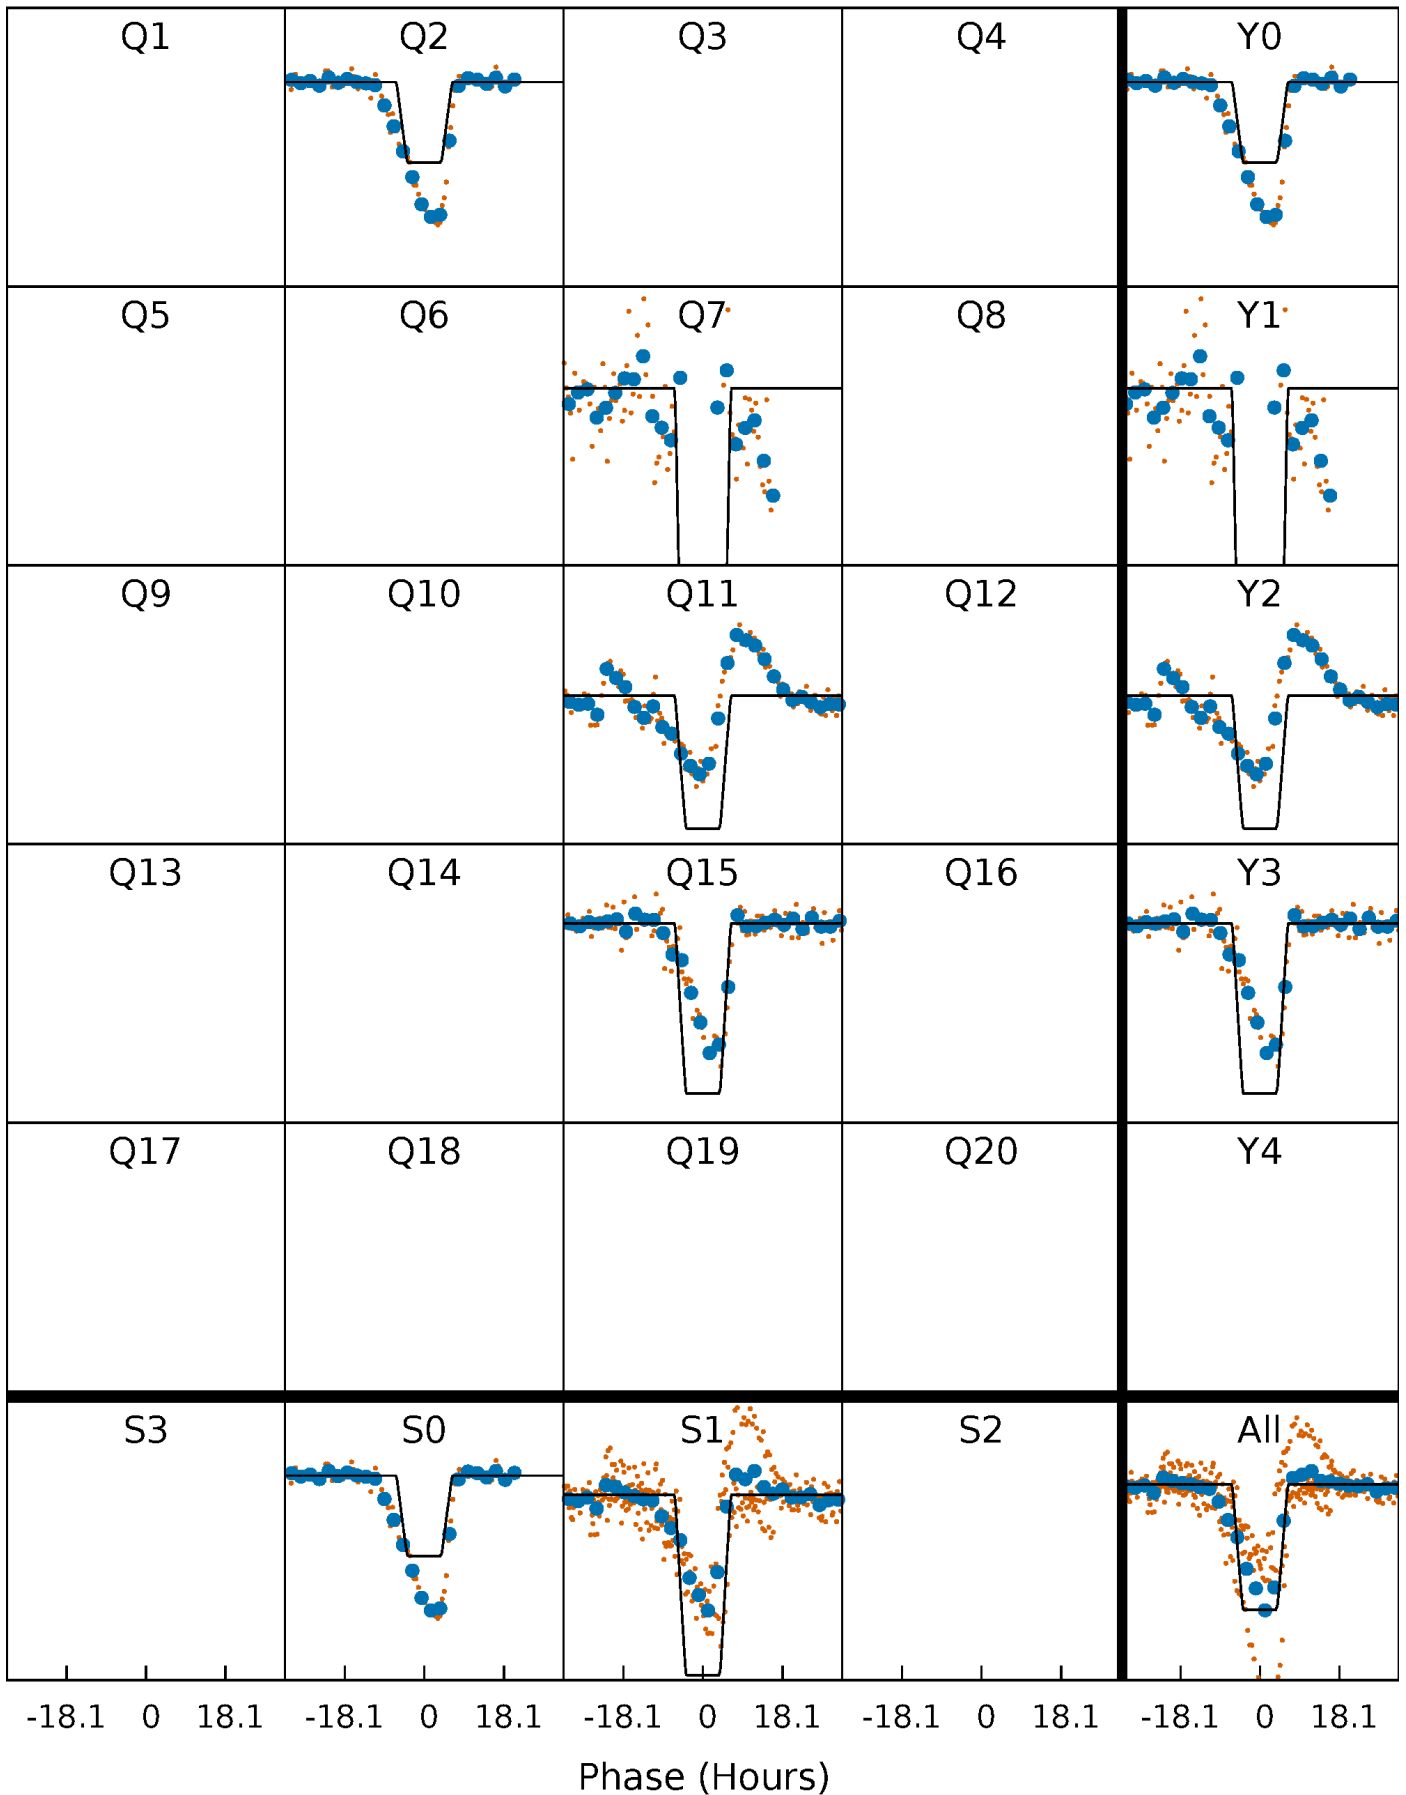 Q1 Q2 Q3 Q4 Y0
Q5 Q6 Q7 Q8 Y1
Q9 Q10 Q11 Q12 Y2
Q13 Q14 Q15 Q16 Y3
Q17 Q18 Q19 Q20 Y4
S3 S0 S1 S2 All
-18.1 0 18.1 -18.1 0 18.1 -18.1 0 18.1 -18.1 0 18.1 -18.1 0 18.1
Phase (Hours)